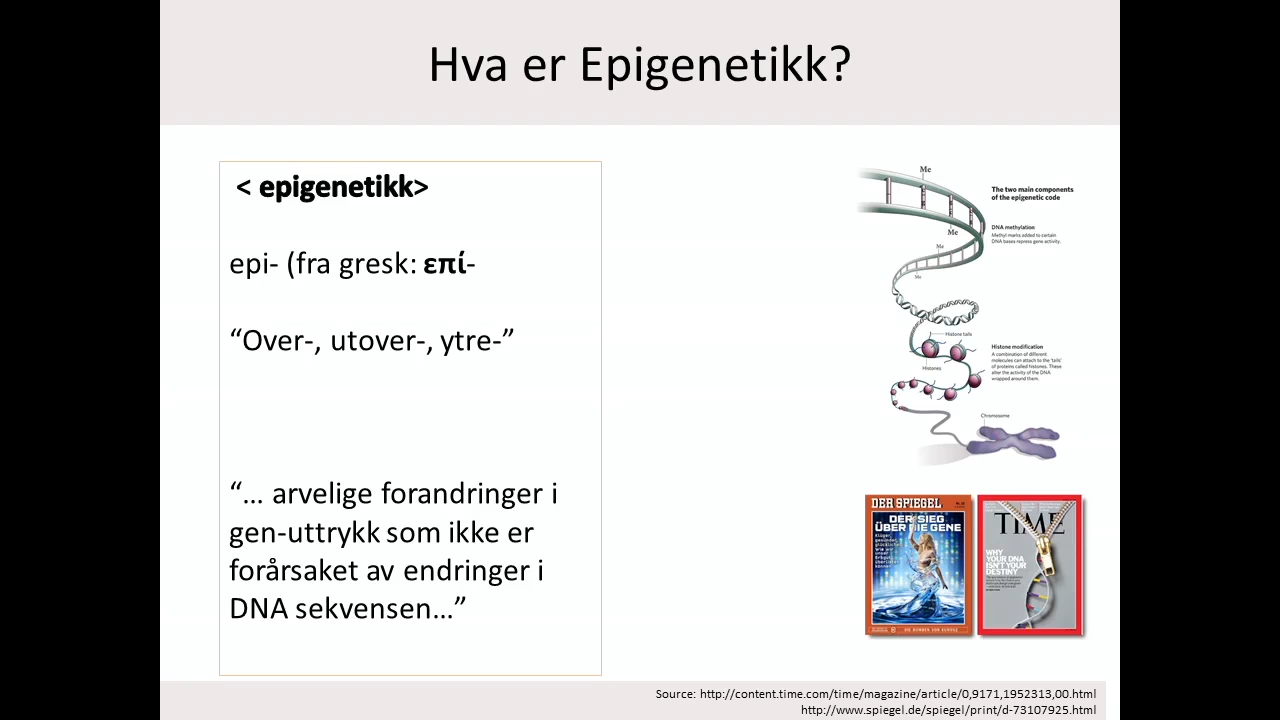 Hva er Epigenetikk?
< epigenetikk>
epi- (fra gresk: επί-
“Over-, utover-, ytre-”
“… arvelige forandringer i
gen-uttrykk som ikke er
forårsaket av endringer i
DNA sekvensen…”
Me
The two main components
of the epigenetic code
DNA methylation
Methyl marks added to certain
DNA bases repress gene activity.
Me
Me
Me
Histone tails
Histone modification
A combination of different
molecules can attach to the ‘tails’
of proteins called histones. These
alter the activity of the DNA
wrapped around them.
Histones
Chromosome
DER SPIEGEL
DER SIEG
ÜBER DIE GENE
Klüger,
gesünder,
glücklicher
TIME
WHY
YOUR DNA
ISN'T YOUR
DESTINY
Source: http://content.time.com/time/magazine/article/0,9171,1952313,00.html
http://www.spiegel.de/spiegel/print/d-73107925.html